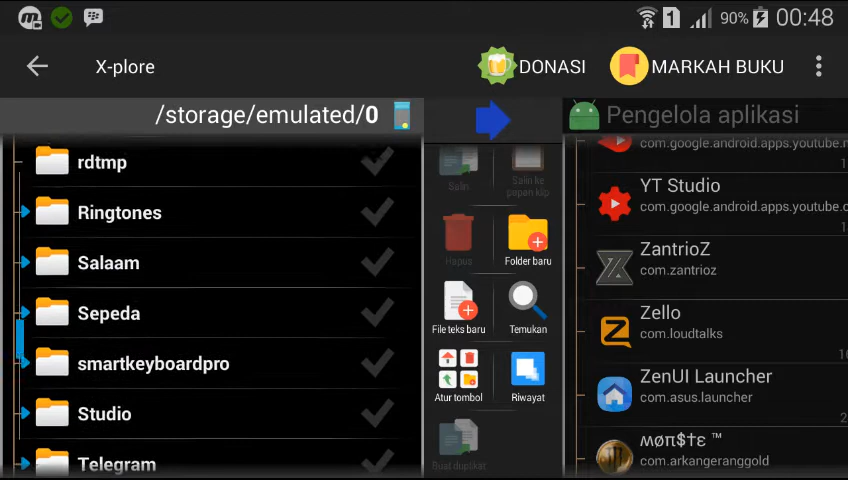 1
90%
00:48
X-plore
DONASI
MARKAH BUKU
/storage/emulated/0
rdtmp
Ringtones
Salaam
Sepeda
smartkeyboardpro
Studio
Telegram
Salin
Salin ke
papan klip
Hapus
Folder baru
File teks baru
Temukan
Atur tombol
Riwayat
Buat duplikat
Pengelola aplikasi
com.google.android.apps.youtube.
YT Studio
com.google.android.apps.youtube.c
ZantrioZ
com.zantrioz
Zello
com.loudtalks
ZenUI Launcher
com.asus.launcher
ʍøπ$†ε ™
com.arkangeranggold